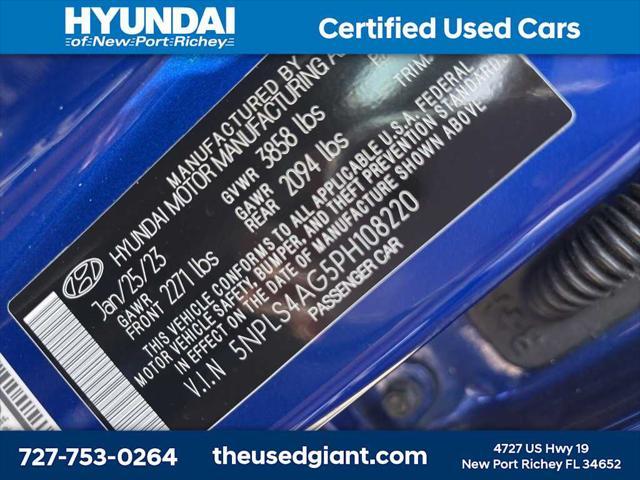 HYUNDAI
of New Port Richey
Certified Used Cars
MANUFACTURED BY
HYUNDAI MOTOR MANUFACTURING
Jan/25/23
GVWR 3858 lbs
GAWR FRONT 2271 lbs
GAWR REAR 2094 lbs
TRIM
THIS VEHICLE CONFORMS TO ALL APPLICABLE U.S.A. FEDERAL
MOTOR VEHICLE SAFETY, BUMPER, AND THEFT PREVENTION STANDARDS
IN EFFECT ON THE DATE OF MANUFACTURE SHOWN ABOVE
V.I.N 5NPLS4AG5PH108220
PASSENGER CAR
727-753-0264
theusedgiant.com
4727 US Hwy 19
New Port Richey FL 34652